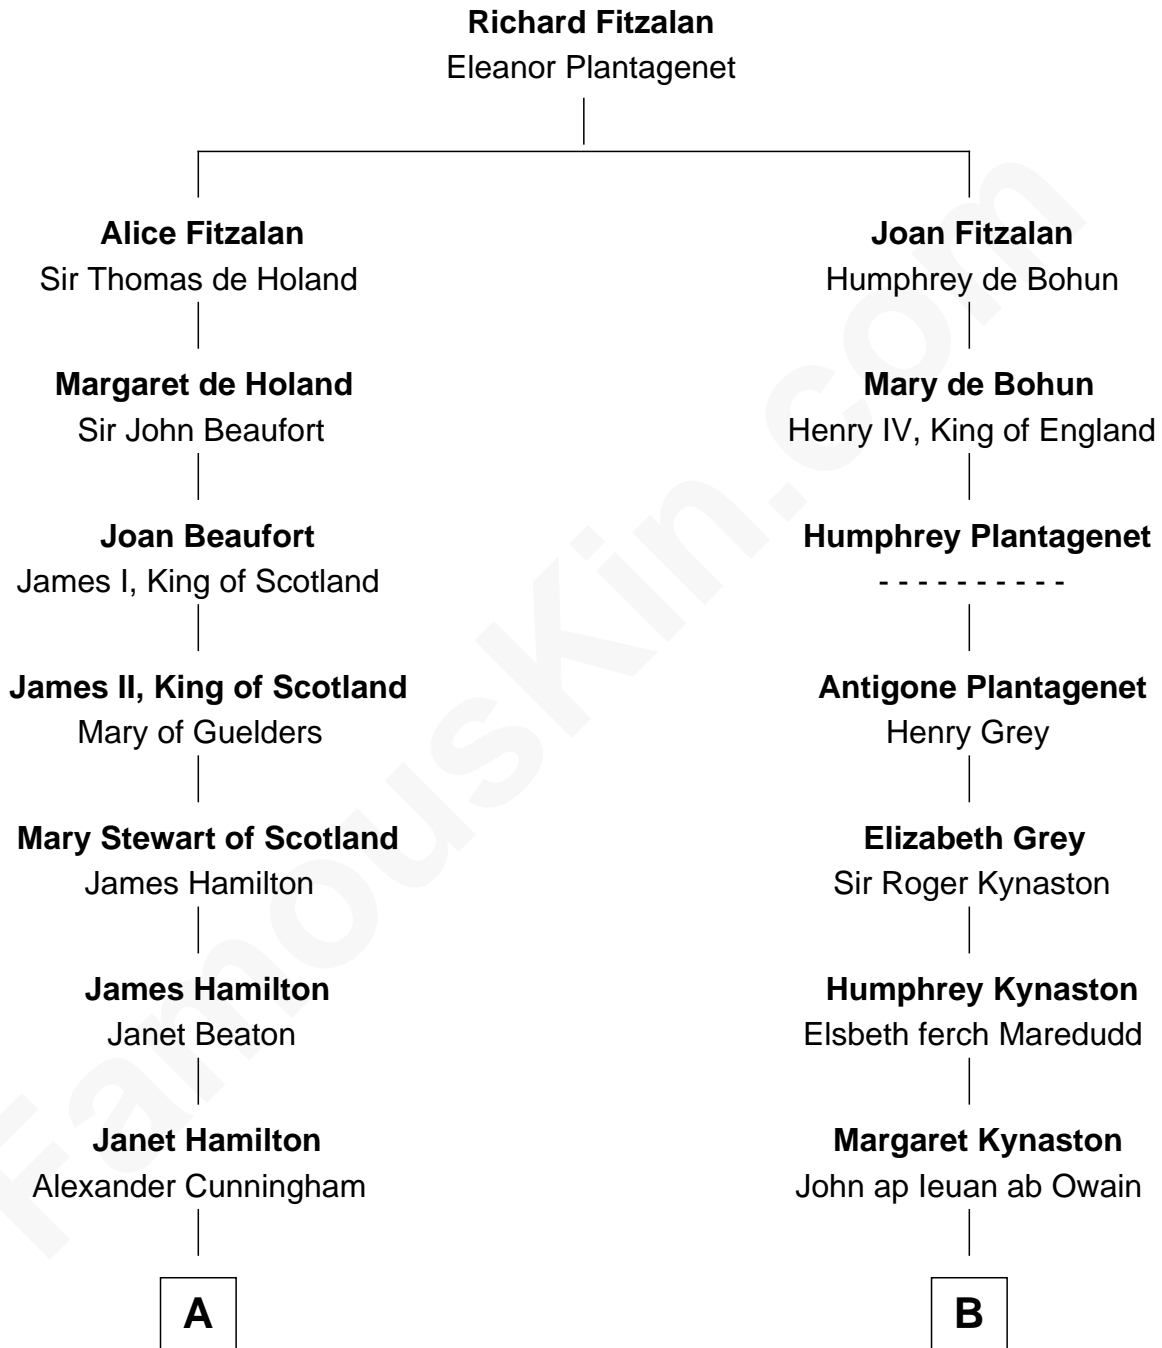 Richard Fitzalan
Eleanor Plantagenet
Alice Fitzalan
Sir Thomas de Holand
Margaret de Holand
Sir John Beaufort
Joan Beaufort
James I, King of Scotland
James II, King of Scotland
Mary of Guelders
Mary Stewart of Scotland
James Hamilton
James Hamilton
Janet Beaton
Janet Hamilton
Alexander Cunningham
A
Joan Fitzalan
Humphrey de Bohun
Mary de Bohun
Henry IV, King of England
Humphrey Plantagenet
- - - - - - - - - -
Antigone Plantagenet
Henry Grey
Elizabeth Grey
Sir Roger Kynaston
Humphrey Kynaston
Elsbeth ferch Maredudd
Margaret Kynaston
John ap Ieuan ab Owain
B
FamousKin.com